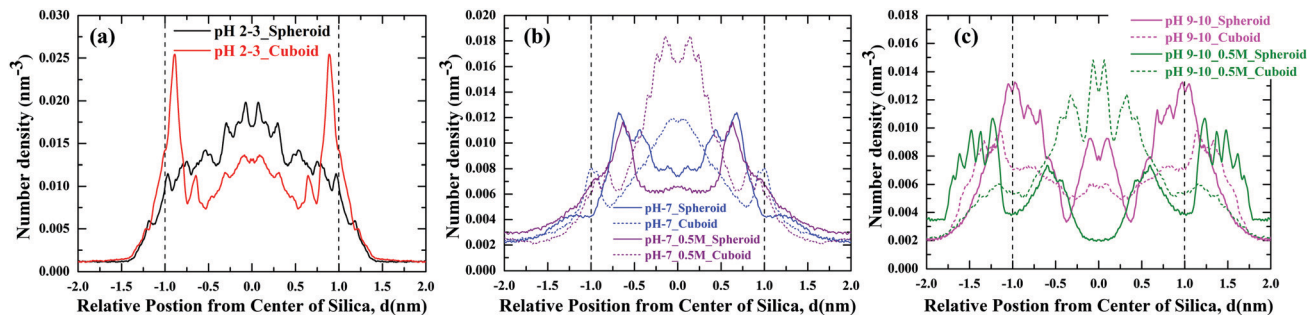 (a)
pH 2-3_Spheroid
pH 2-3_Cuboid
Number density (nm⁻³)
0.030
0.025
0.020
0.015
0.010
0.005
0.000
-2.0 -1.5 -1.0 -0.5 0.0 0.5 1.0 1.5 2.0
Relative Postion from Center of Silica, d(nm)
(b)
Number density (nm⁻³)
0.020
0.018
0.016
0.014
0.012
0.010
0.008
0.006
0.004
0.002
0.000
pH-7_Spheroid
pH-7_Cuboid
pH-7_0.5M_Spheroid
pH-7_0.5M_Cuboid
-2.0 -1.5 -1.0 -0.5 0.0 0.5 1.0 1.5 2.0
Relative Position from Center of Silica, d(nm)
(c)
pH 9-10_Spheroid
pH 9-10_Cuboid
pH 9-10_0.5M_Spheroid
pH 9-10_0.5M_Cuboid
Number density (nm⁻³)
0.018
0.016
0.014
0.012
0.010
0.008
0.006
0.004
0.002
0.000
-2.0 -1.5 -1.0 -0.5 0.0 0.5 1.0 1.5 2.0
Relative Postion from Center of Silica, d(nm)